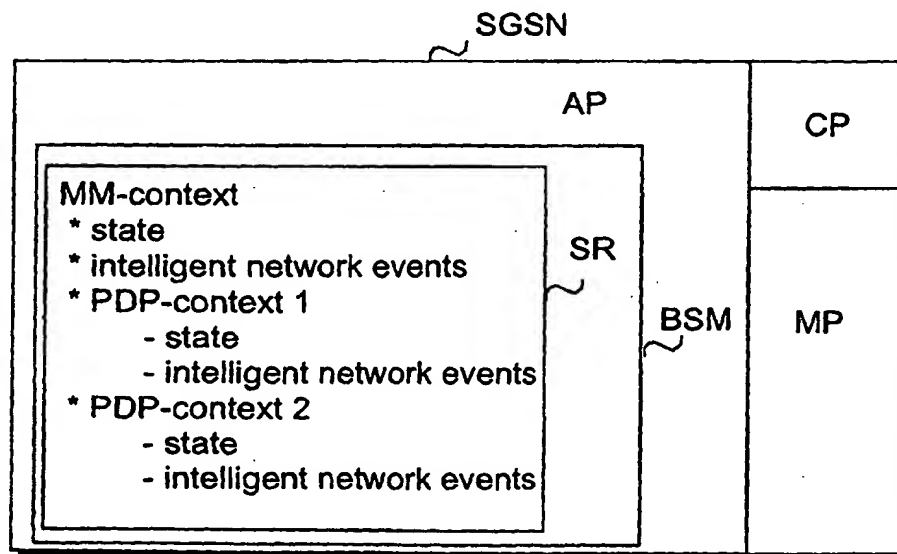 SGSN
AP
CP
MM-context
* state
* intelligent network events
* PDP-context 1
- state
- intelligent network events
* PDP-context 2
- state
- intelligent network events
SR
BSM
MP